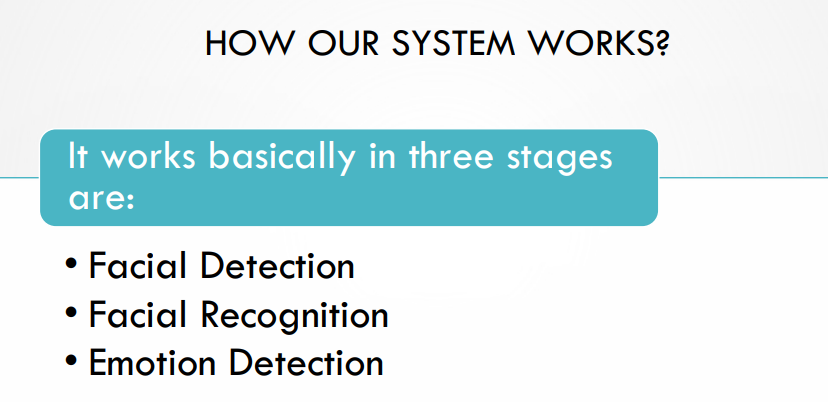 HOW OUR SYSTEM WORKS?
It works basically in three stages
are:
• Facial Detection
• Facial Recognition
• Emotion Detection